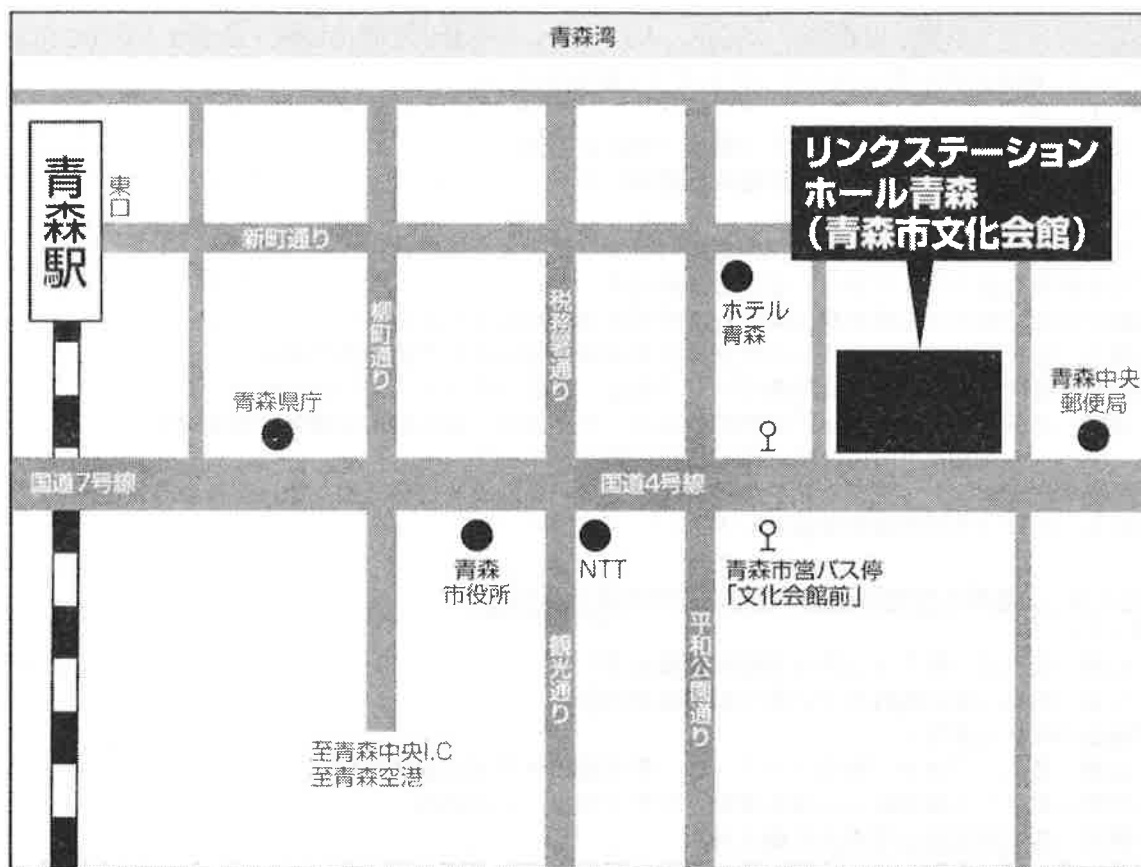 青森湾
青森駅
東口
リンクステーション
ホール青森
（青森市文化会館）
新町通り
柳町通り
税務署通り
ホテル
青森
青森県庁
青森中央
郵便局
国道7号線
国道4号線
青森
市役所
NTT
青森市営バス停
「文化会館前」
観光通り
平和公園通り
至青森中央I.C
至青森空港